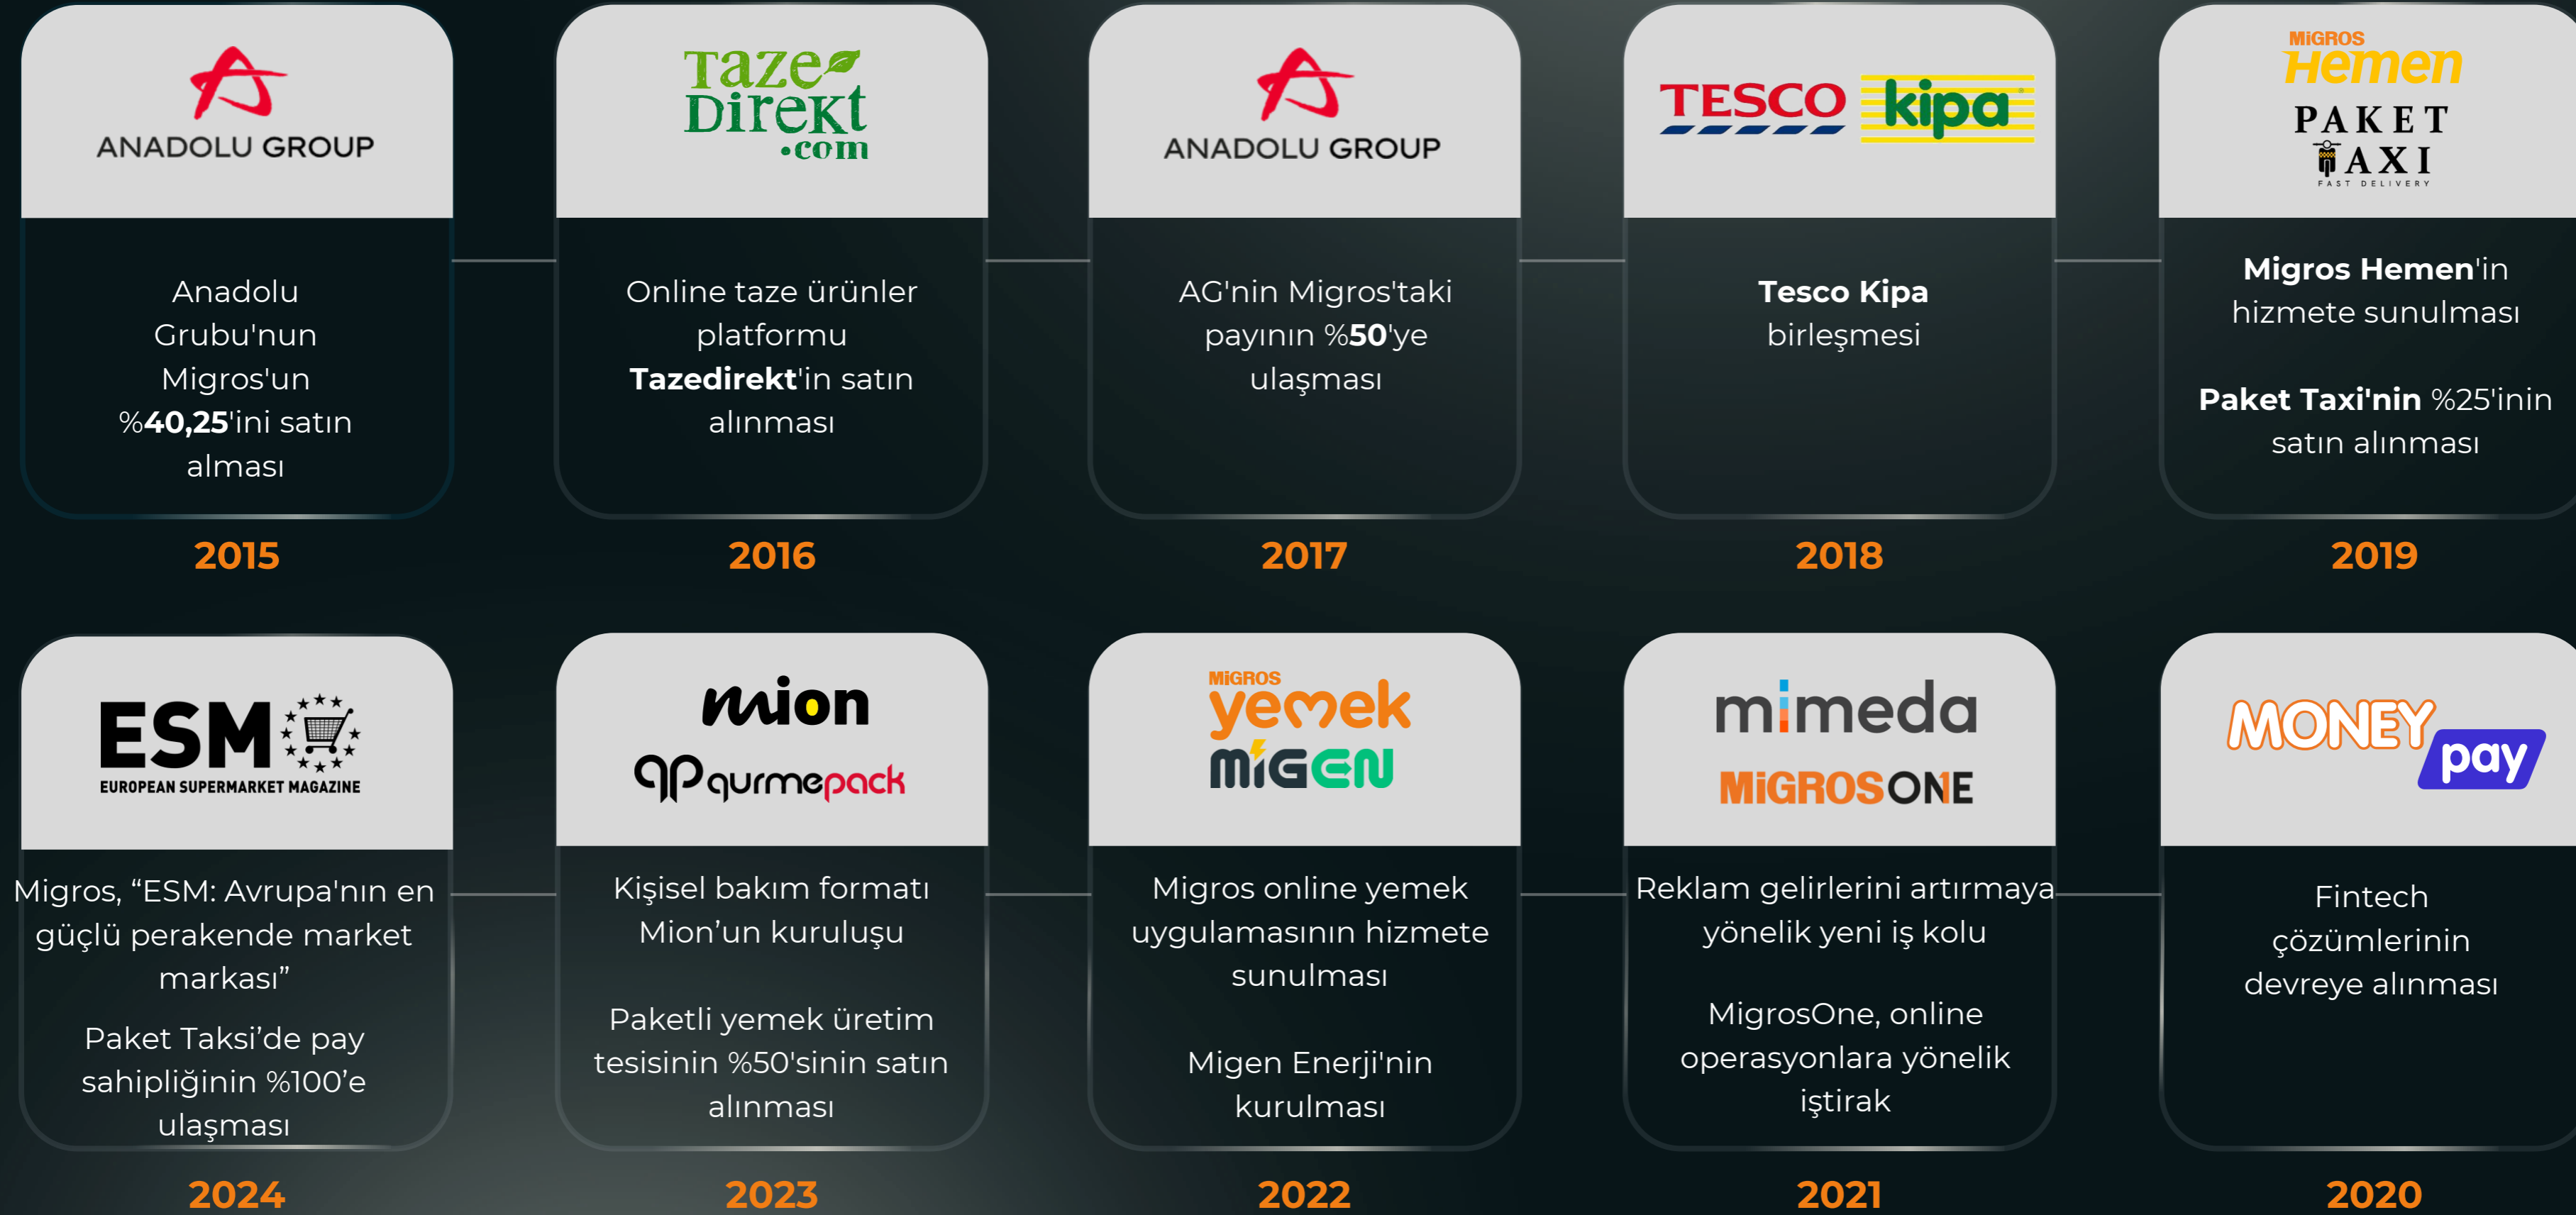 ANADOLU GROUP
Anadolu
Grubu'nun
Migros'un
%40,25'ini satın
alması
2015
Taze
Direkt
.com
Online taze ürünler
platformu
Tazedirekt'in satın
alınması
2016
ANADOLU GROUP
AG'nin Migros'taki
payının %50'ye
ulaşması
2017
TESCO kipa
Tesco Kipa
birleşmesi
2018
MiGROS
Hemen
PAKET
TAXI
FAST DELIVERY
Migros Hemen'in
hizmete sunulması
Paket Taxi'nin %25'inin
satın alınması
2019
ESM
EUROPEAN SUPERMARKET MAGAZINE
Migros, “ESM: Avrupa'nın en
güçlü perakende market
markası”
Paket Taksi’de pay
sahipliğinin %100’e
ulaşması
2024
mion
gp gurmepack
Kişisel bakım formatı
Mion’un kuruluşu
Paketli yemek üretim
tesisinin %50'sinin satın
alınması
2023
MiGROS
yemek
MiGEN
Migros online yemek
uygulamasının hizmete
sunulması
Migen Enerji'nin
kurulması
2022
mimeda
MiGROS ONE
Reklam gelirlerini artırmaya
yönelik yeni iş kolu
MigrosOne, online
operasyonlara yönelik
iştirak
2021
MONEY
pay
Fintech
çözümlerinin
devreye alınması
2020